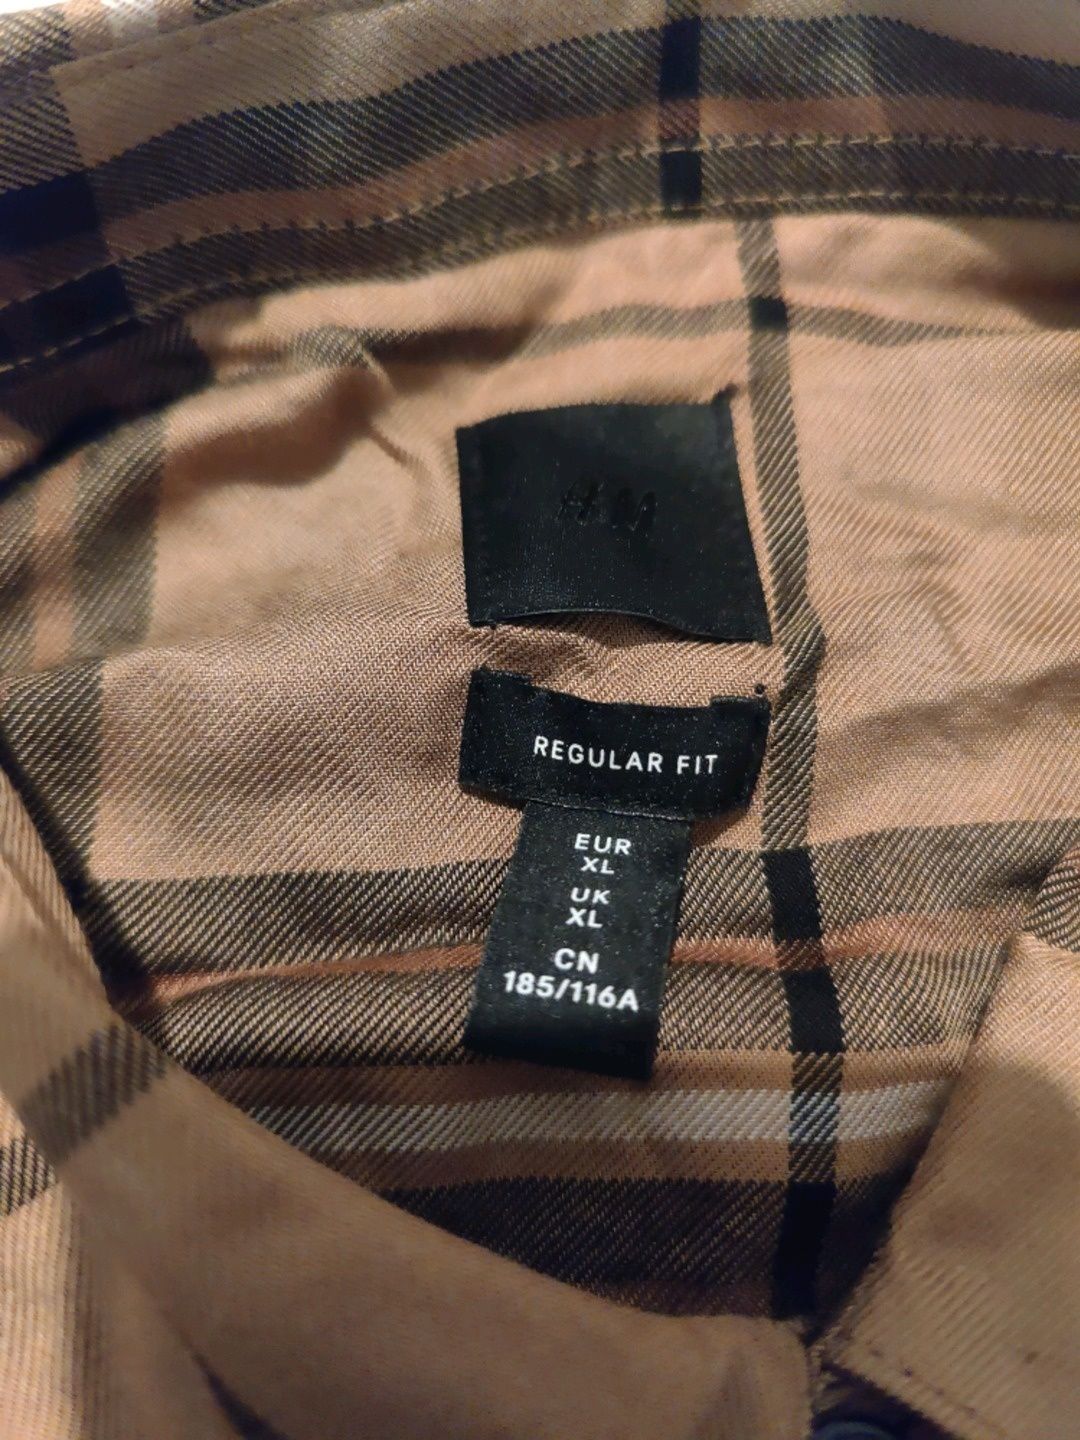 H&M
REGULAR FIT
EUR
XL
UK
XL
CN
185/116A